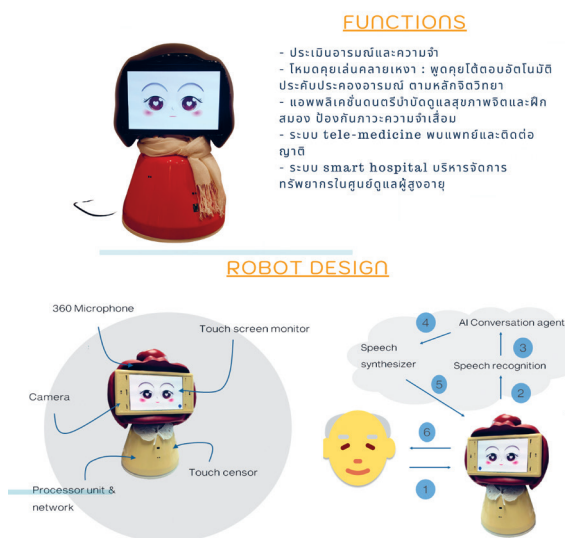 FUNCTIONS
- ประเมินอารมณ์และความจำ
- โหมดคุยเล่นคลายเหงา : พูดคุยโต้ตอบอัตโนมัติ
ประคับประคองอารมณ์ ตามหลักจิตวิทยา
- แอพพลิเคชั่นดนตรีบำบัดดูแลสุขภาพจิตและฝึก
สมอง ป้องกันภาวะความจำเสื่อม
- ระบบ tele-medicine พบแพทย์และติดต่อ
ญาติ
- ระบบ smart hospital บริหารจัดการ
ทรัพยากรในศูนย์ดูแลผู้สูงอายุ
ROBOT DESIGN
360 Microphone
Touch screen monitor
Camera
Touch censor
Processor unit &
network
4
AI Conversation agent
Speech
synthesizer
3
Speech recognition
5
2
6
1